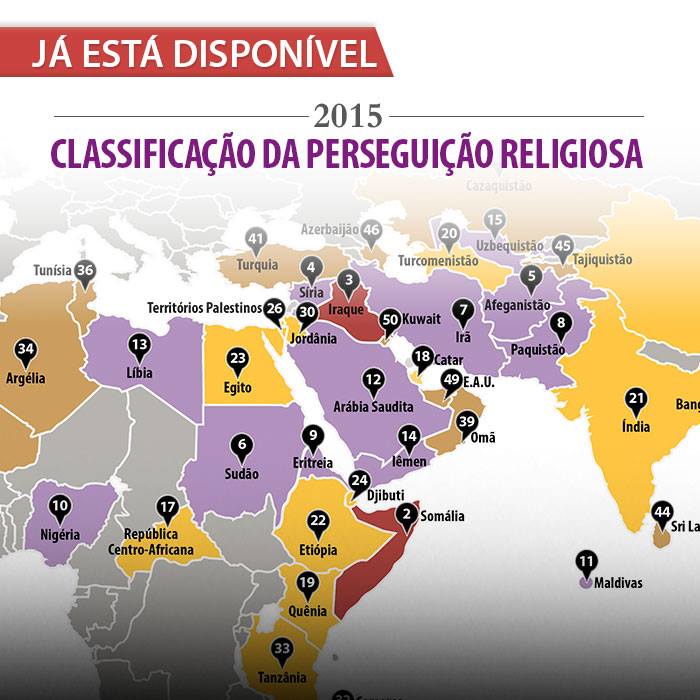 JÁ ESTÁ DISPONÍVEL
2015
CLASSIFICAÇÃO DA PERSEGUIÇÃO RELIGIOSA
Cazaquistão
15
Uzbequistão
20
Turcomenistão
45
Tajiquistão
46
Azerbaijão
41
Turquia
36
Tunísia
4
Síria
3
Iraque
5
Afeganistão
26
Territórios Palestinos
30
Jordânia
50
Kuwait
7
Irã
8
Paquistão
34
Argélia
13
Líbia
23
Egito
18
Catar
12
Arábia Saudita
49
E.A.U.
39
Omã
21
Índia
Bang
6
Sudão
9
Eritreia
14
Iêmen
24
Djibuti
10
Nigéria
17
República
Centro-Africana
22
Etiópia
2
Somália
44
Sri La
11
Maldivas
19
Quênia
33
Tanzânia